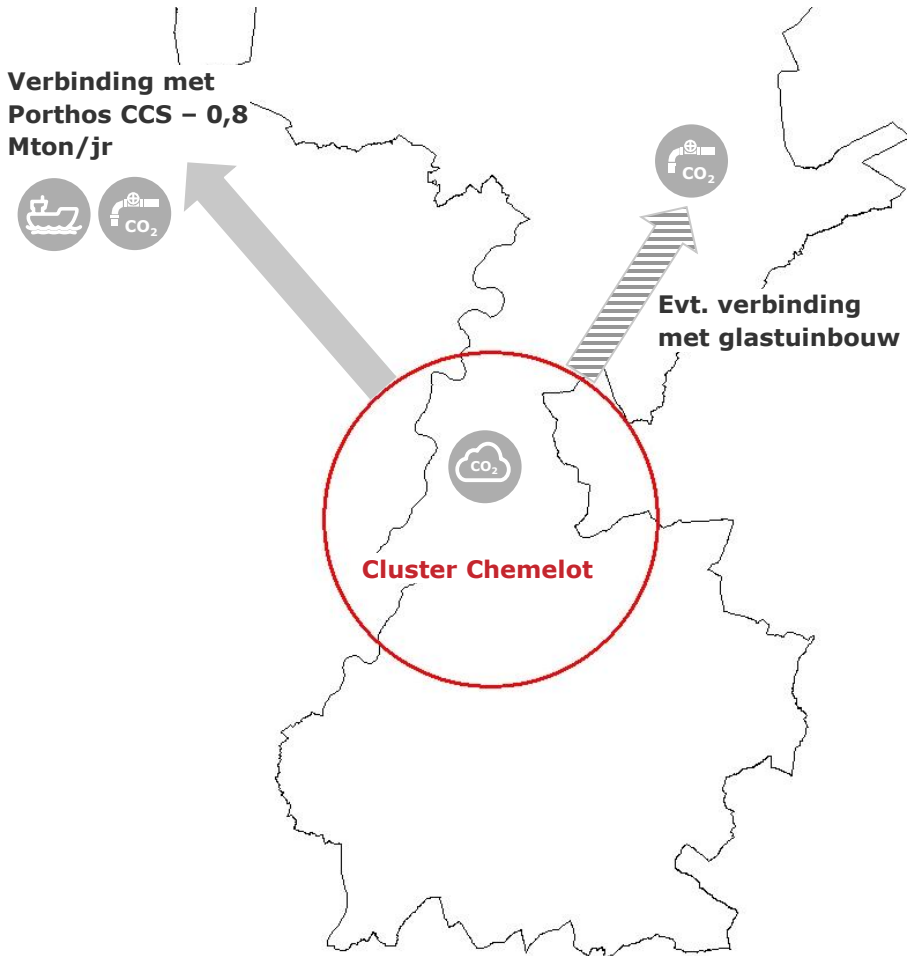 Verbinding met
Porthos CCS – 0,8
Mton/jr
CO₂
CO₂
Evt. verbinding
met glastuinbouw
CO₂
Cluster Chemelot